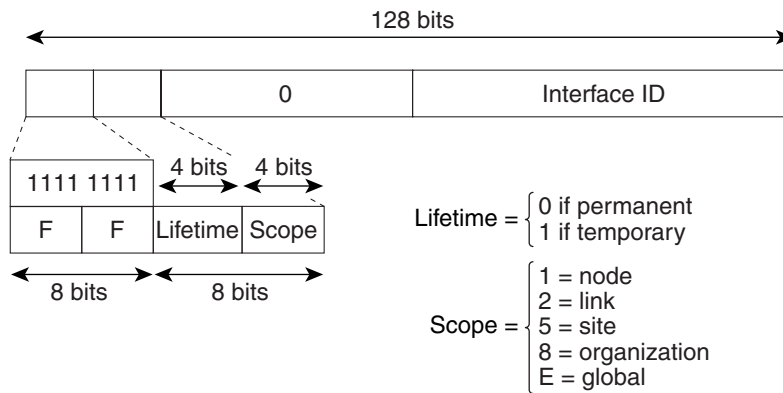 128 bits
0 Interface ID
4 bits 4 bits
1111 1111
F F Lifetime Scope
8 bits 8 bits
Lifetime =
0 if permanent
1 if temporary
Scope =
1 = node
2 = link
5 = site
8 = organization
E = global